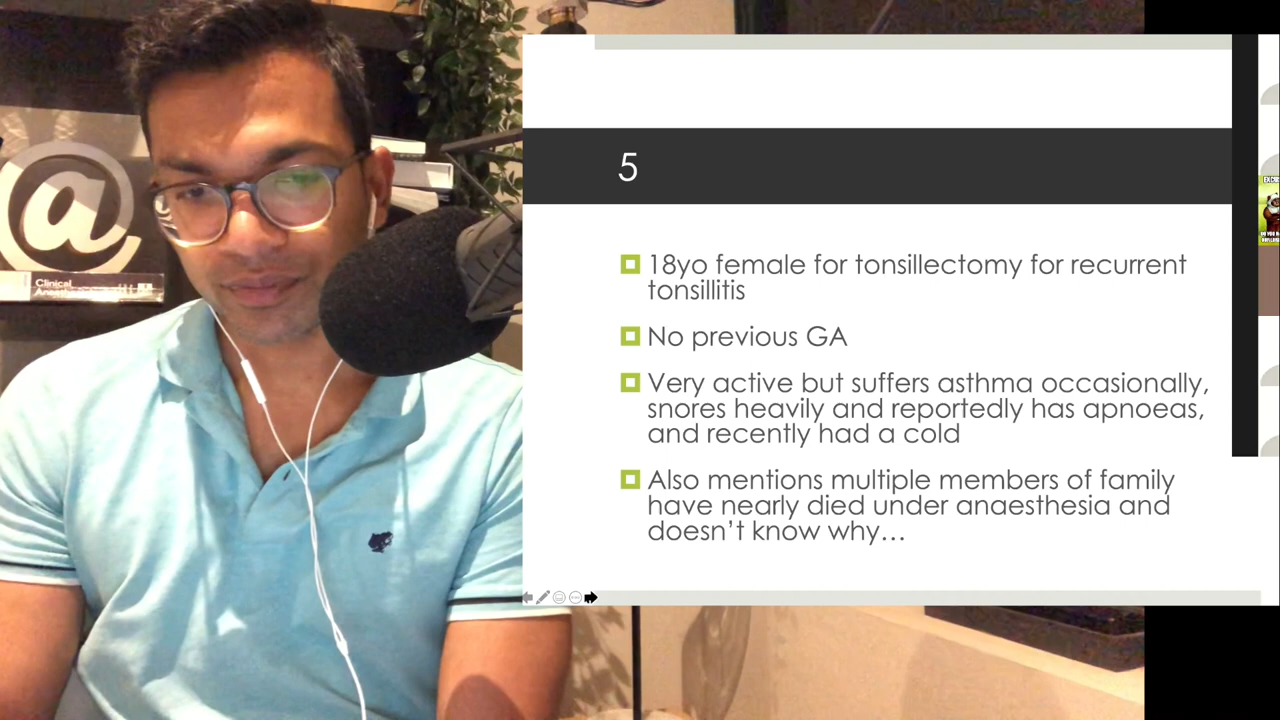 5
18yo female for tonsillectomy for recurrent
tonsillitis
No previous GA
Very active but suffers asthma occasionally,
snores heavily and reportedly has apnoeas,
and recently had a cold
Also mentions multiple members of family
have nearly died under anaesthesia and
doesn’t know why…
@
Clinical